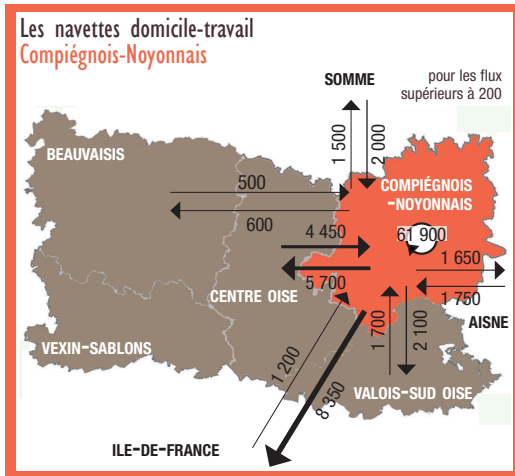 Les navettes domicile-travail
Compiégnois-Noyonnais
pour les flux
supérieurs à 200
SOMME
1 500
2 000
BEAUVAISIS
COMPIÉGNOIS
-NOYONNAIS
500
600
4 450
61 900
5 700
1 650
1 750
CENTRE OISE
AISNE
1 700
2 100
VEXIN-SABLONS
1 200
8 350
VALOIS-SUD OISE
ILE-DE-FRANCE